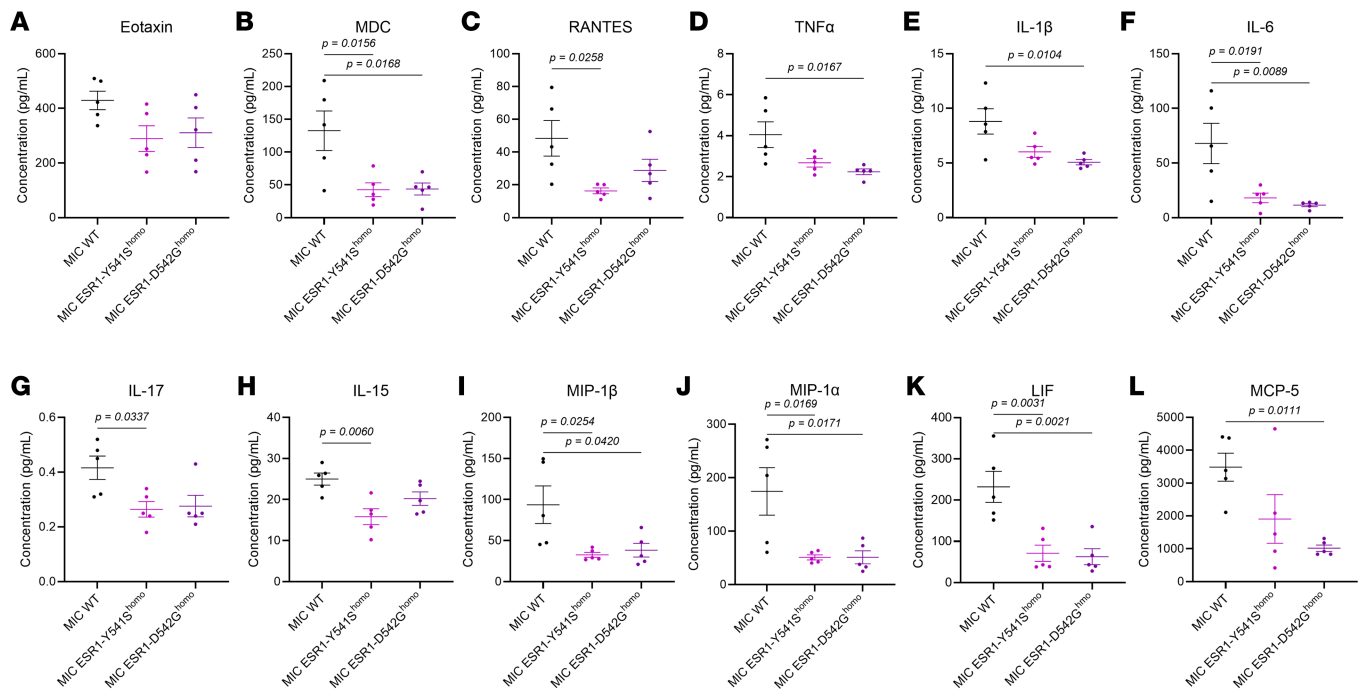 A Eotaxin
Concentration (pg/mL)
600
400
200
0
MIC WT
MIC ESR1-Y541S^homo
MIC ESR1-D542G^homo
B MDC
Concentration (pg/mL)
250
200
150
100
50
0
p = 0.0156
p = 0.0168
MIC WT
MIC ESR1-Y541S^homo
MIC ESR1-D542G^homo
C RANTES
Concentration (pg/mL)
100
80
60
40
20
0
p = 0.0258
MIC WT
MIC ESR1-Y541S^homo
MIC ESR1-D542G^homo
D TNFα
Concentration (pg/mL)
8
6
4
2
0
p = 0.0167
MIC WT
MIC ESR1-Y541S^homo
MIC ESR1-D542G^homo
E IL-1β
Concentration (pg/mL)
15
10
5
0
p = 0.0104
MIC WT
MIC ESR1-Y541S^homo
MIC ESR1-D542G^homo
F IL-6
Concentration (pg/mL)
150
100
50
0
p = 0.0191
p = 0.0089
MIC WT
MIC ESR1-Y541S^homo
MIC ESR1-D542G^homo
G IL-17
Concentration (pg/mL)
0.6
0.4
0.2
0.0
p = 0.0337
MIC WT
MIC ESR1-Y541S^homo
MIC ESR1-D542G^homo
H IL-15
Concentration (pg/mL)
40
30
20
10
0
p = 0.0060
MIC WT
MIC ESR1-Y541S^homo
MIC ESR1-D542G^homo
I MIP-1β
Concentration (pg/mL)
200
150
100
50
0
p = 0.0254
p = 0.0420
MIC WT
MIC ESR1-Y541S^homo
MIC ESR1-D542G^homo
J MIP-1α
Concentration (pg/mL)
300
200
100
0
p = 0.0169
p = 0.0171
MIC WT
MIC ESR1-Y541S^homo
MIC ESR1-D542G^homo
K LIF
Concentration (pg/mL)
400
300
200
100
0
p = 0.0031
p = 0.0021
MIC WT
MIC ESR1-Y541S^homo
MIC ESR1-D542G^hmo
L MCP-5
Concentration (pg/mL)
5000
4000
3000
2000
1000
0
p = 0.0111
MIC WT
MIC ESR1-Y541S^homo
MIC ESR1-D542G^homo